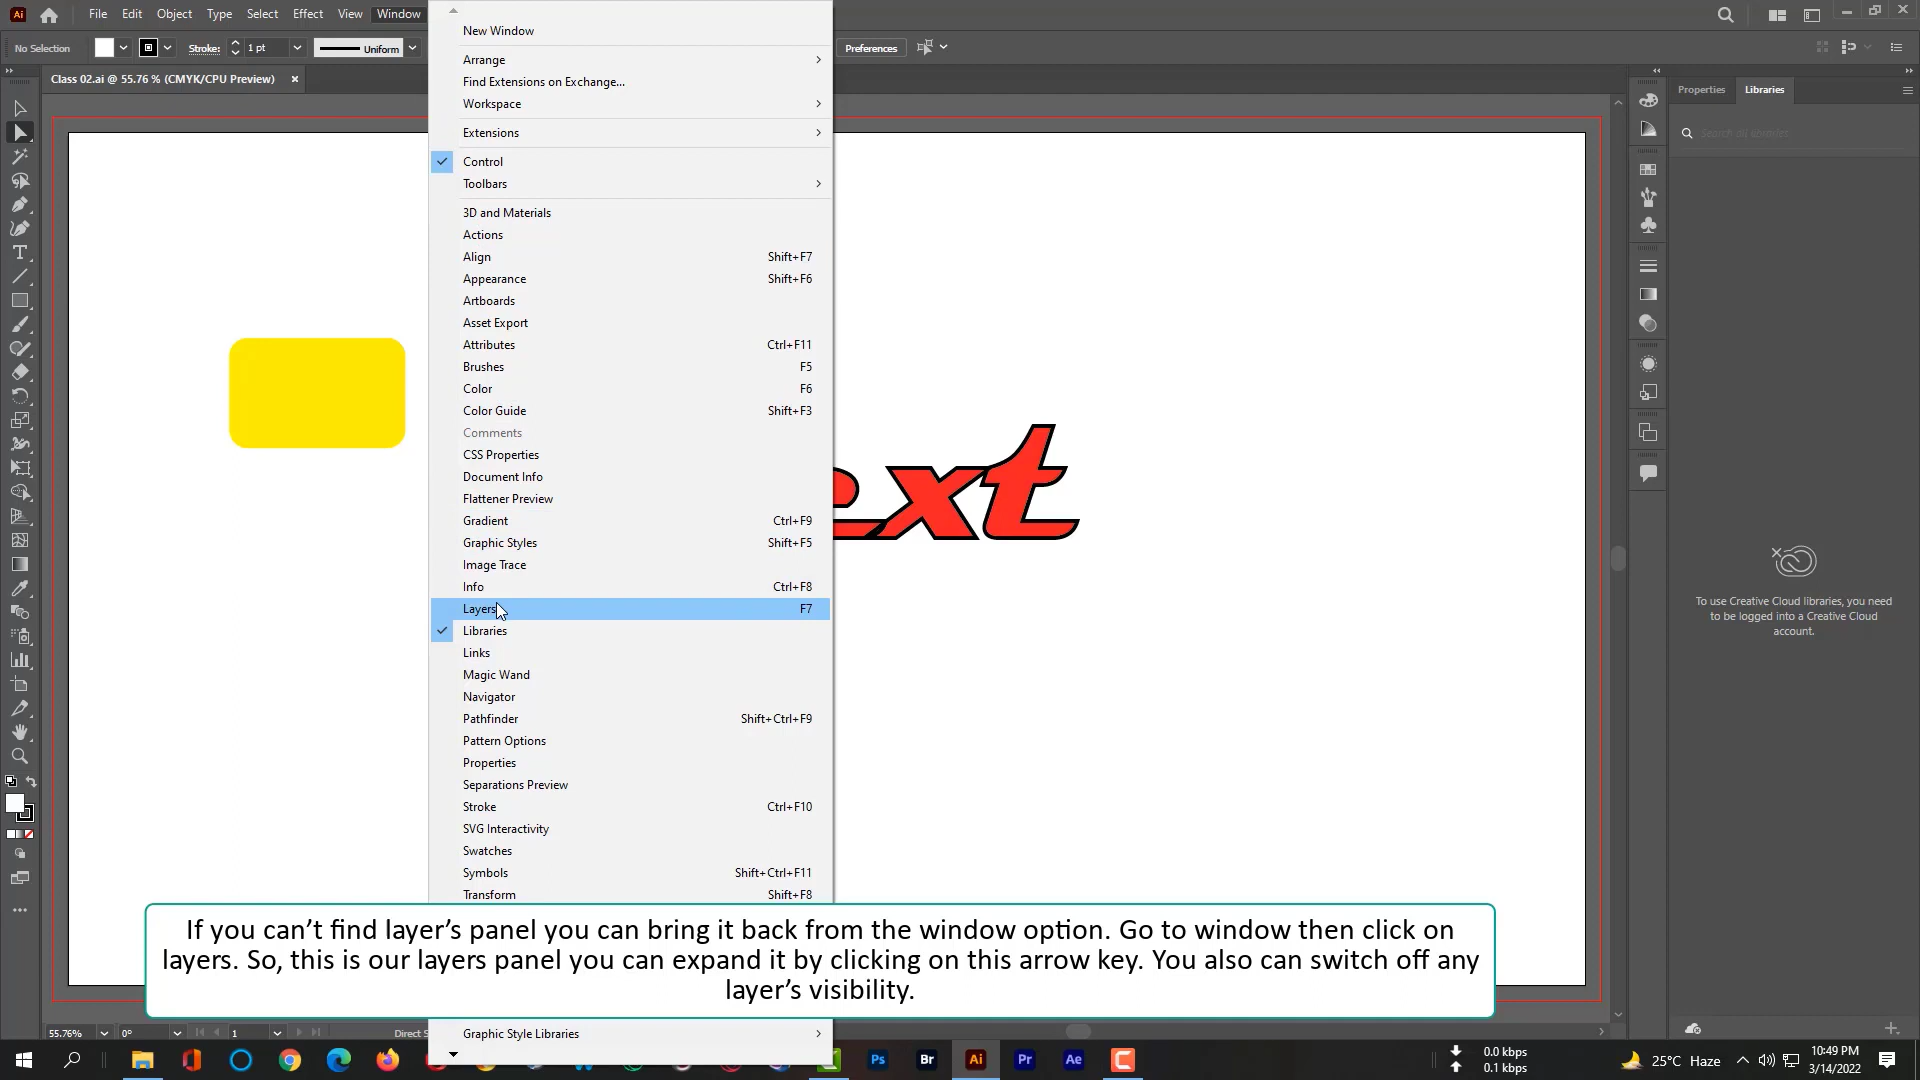 Ai File Edit Object Type Select Effect View Window
No Selection Stroke: 1 pt Uniform Preferences
Class 02.ai @ 55.76 % (CMYK/CPU Preview) ×
New Window
Arrange
Find Extensions on Exchange...
Workspace
Extensions
Control
Toolbars
3D and Materials
Actions
Align Shift+F7
Appearance Shift+F6
Artboards
Asset Export
Attributes Ctrl+F11
Brushes F5
Color F6
Color Guide Shift+F3
Comments
CSS Properties
Document Info
Flattener Preview
Gradient Ctrl+F9
Graphic Styles Shift+F5
Image Trace
Info Ctrl+F8
Layers F7
Libraries
Links
Magic Wand
Navigator
Pathfinder Shift+Ctrl+F9
Pattern Options
Properties
Separations Preview
Stroke Ctrl+F10
SVG Interactivity
Swatches
Symbols Shift+Ctrl+F11
Transform Shift+F8
Graphic Style Libraries
ext
Properties Libraries
Search all libraries
To use Creative Cloud libraries, you need
to be logged into a Creative Cloud
account.
If you can’t find layer’s panel you can bring it back from the window option. Go to window then click on
layers. So, this is our layers panel you can expand it by clicking on this arrow key. You also can switch off any
layer’s visibility.
55.76% 0° 1 Direct S
Ps Br Ai Pr Ae
0.0 kbps
0.1 kbps
25°C Haze
10:49 PM
3/14/2022